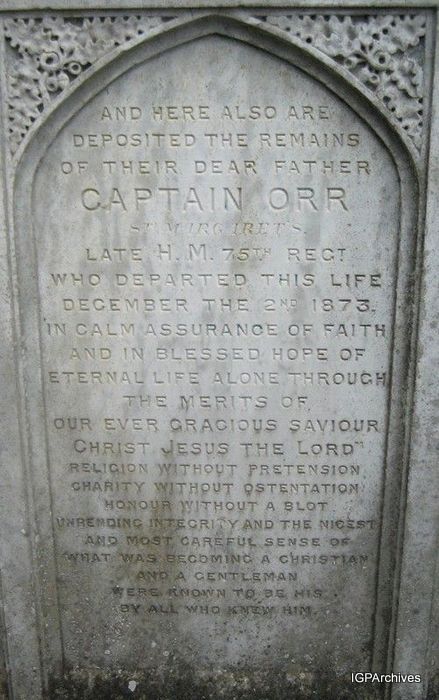 AND HERE ALSO ARE
DEPOSITED THE REMAINS
OF THEIR DEAR FATHER
CAPTAIN ORR
ST MARGARETS.
LATE H. M. 75TH REGT
WHO DEPARTED THIS LIFE
DECEMBER THE 2ND 1873,
IN CALM ASSURANCE OF FAITH
AND IN BLESSED HOPE OF
ETERNAL LIFE ALONE THROUGH
THE MERITS OF
OUR EVER GRACIOUS SAVIOUR
CHRIST JESUS THE LORD
RELIGION WITHOUT PRETENSION
CHARITY WITHOUT OSTENTATION
HONOUR WITHOUT A BLOT
UNBENDING INTEGRITY AND THE NICEST
AND MOST CAREFUL SENSE OF
WHAT WAS BECOMING A CHRISTIAN
AND A GENTLEMAN
WERE KNOWN TO BE HIS
BY ALL WHO KNEW HIM.
IGPArchives